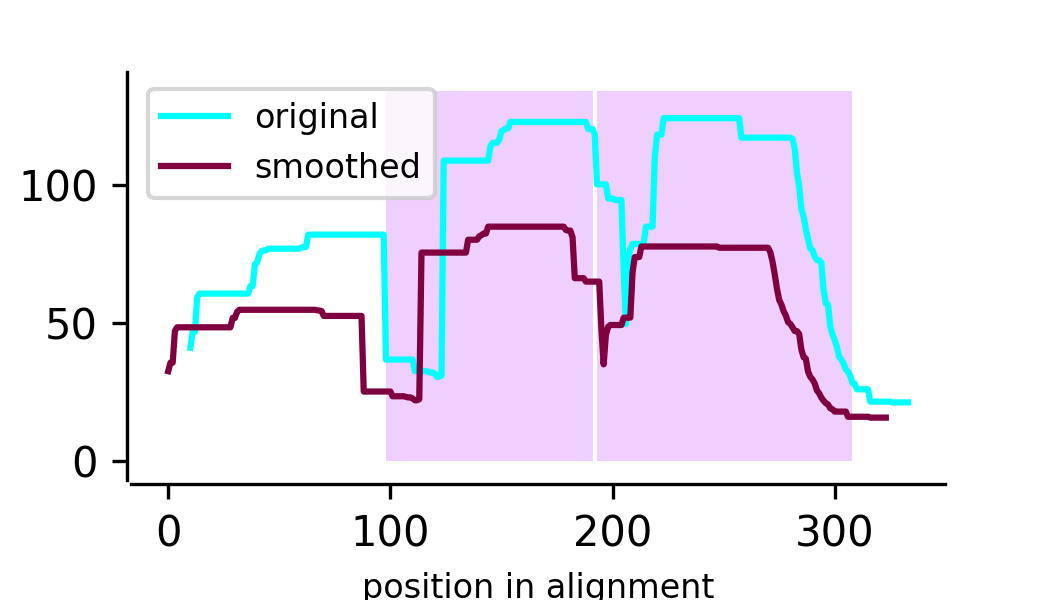 original
smoothed
100
50
0
0 100 200 300
position in alignment